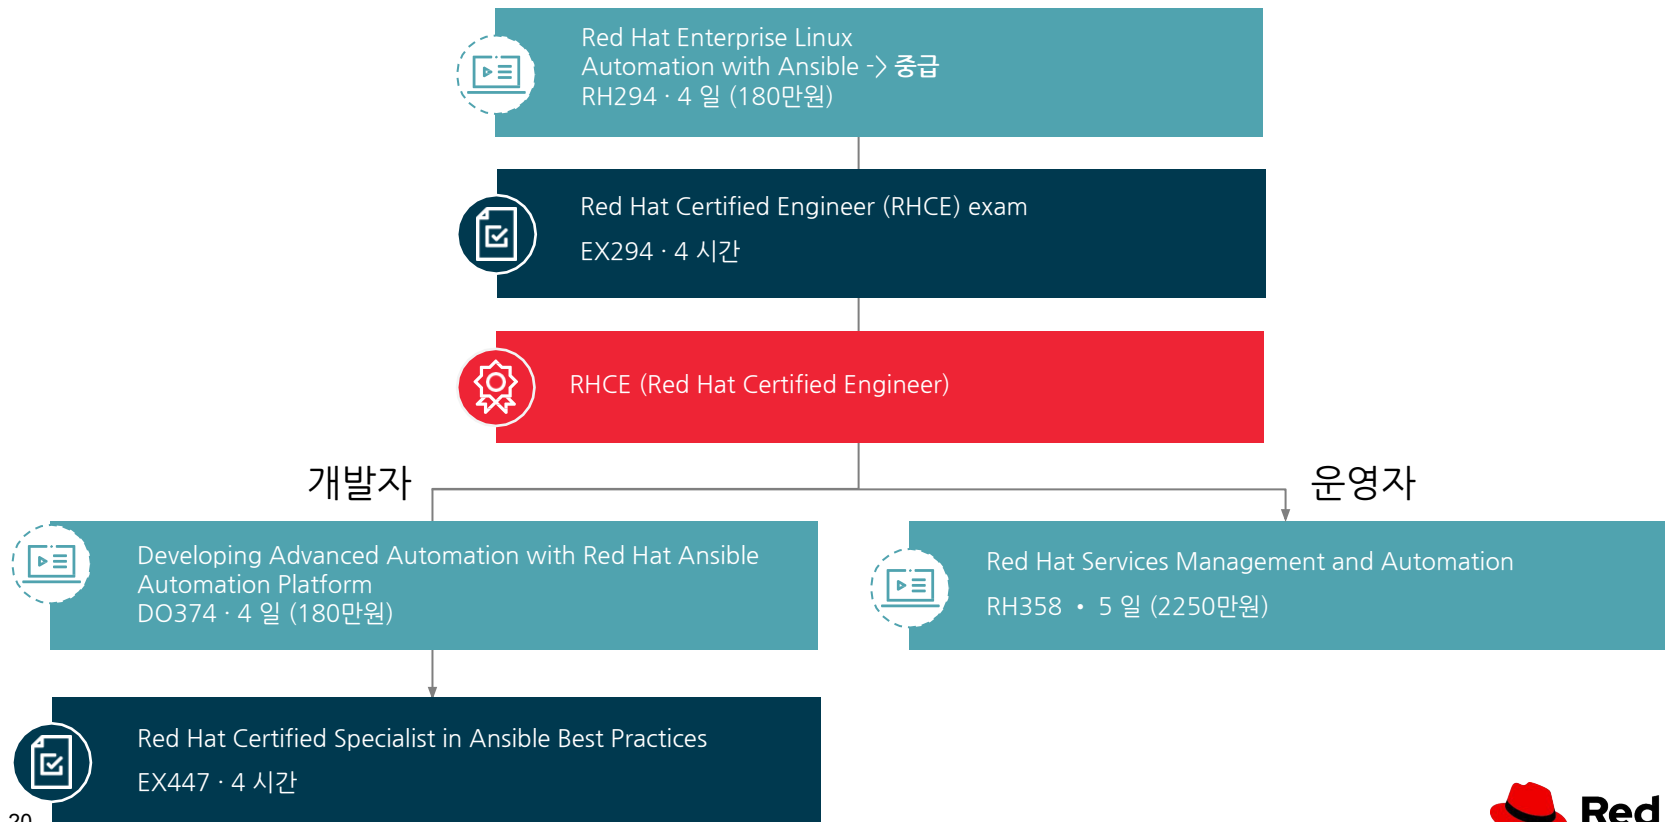 Red Hat Enterprise Linux
Automation with Ansible -> 중급
RH294 · 4 일 (180만원)
Red Hat Certified Engineer (RHCE) exam
EX294 · 4 시간
RHCE (Red Hat Certified Engineer)
개발자
운영자
Developing Advanced Automation with Red Hat Ansible
Automation Platform
DO374 · 4 일 (180만원)
Red Hat Services Management and Automation
RH358 • 5 일 (2250만원)
Red Hat Certified Specialist in Ansible Best Practices
EX447 · 4 시간
20
Red